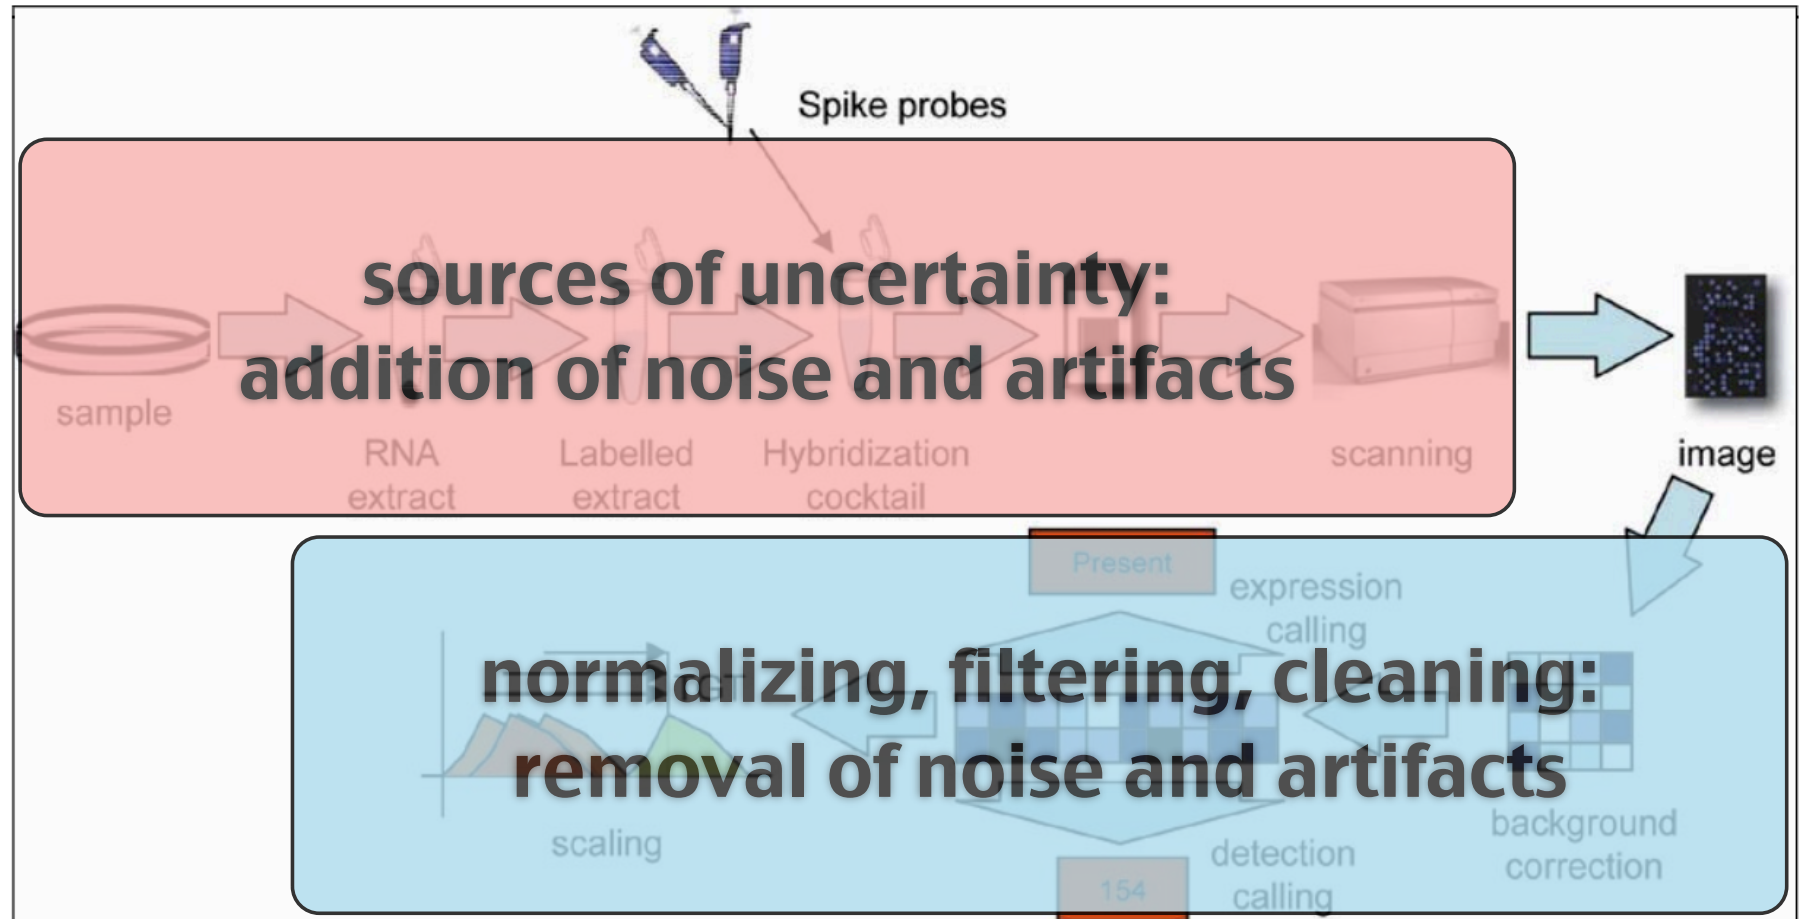 Spike probes
sources of uncertainty:
addition of noise and artifacts
sample
RNA
extract
Labelled
extract
Hybridization
cocktail
scanning
image
Present
expression
calling
normalizing, filtering, cleaning:
removal of noise and artifacts
scaling
detection
calling
154
background
correction